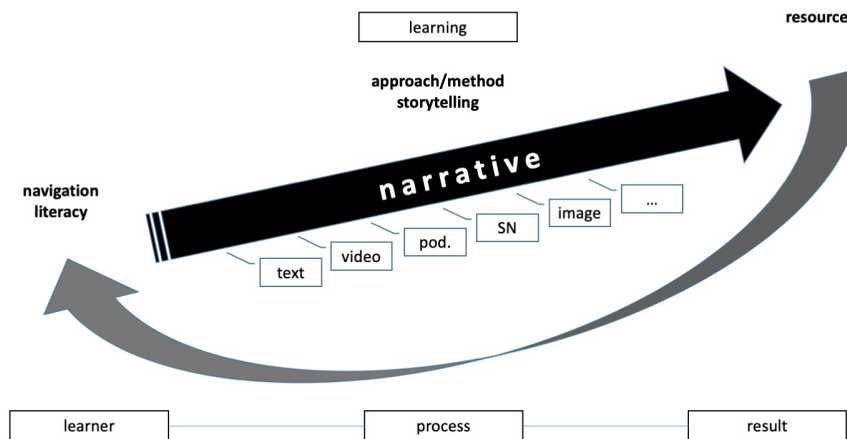 learning
resource
approach/method
storytelling
narrative
navigation
literacy
text
video
pod.
SN
image
...
learner
process
result